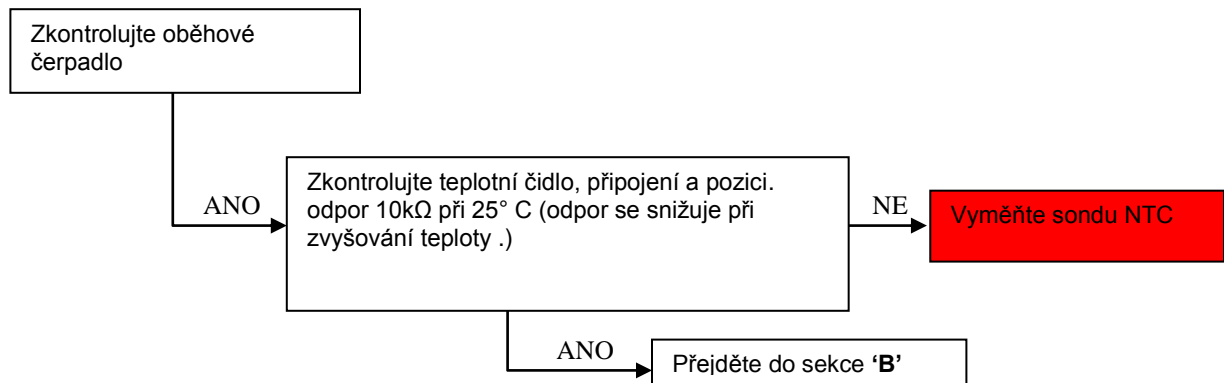 Zkontrolujte oběhové
čerpadlo
ANO
Zkontrolujte teplotní čidlo, připojení a pozici.
odpor 10kΩ při 25° C (odpor se snižuje při
zvyšování teploty .)
NE
Vyměňte sondu NTC
ANO
Přejděte do sekce ‘B’